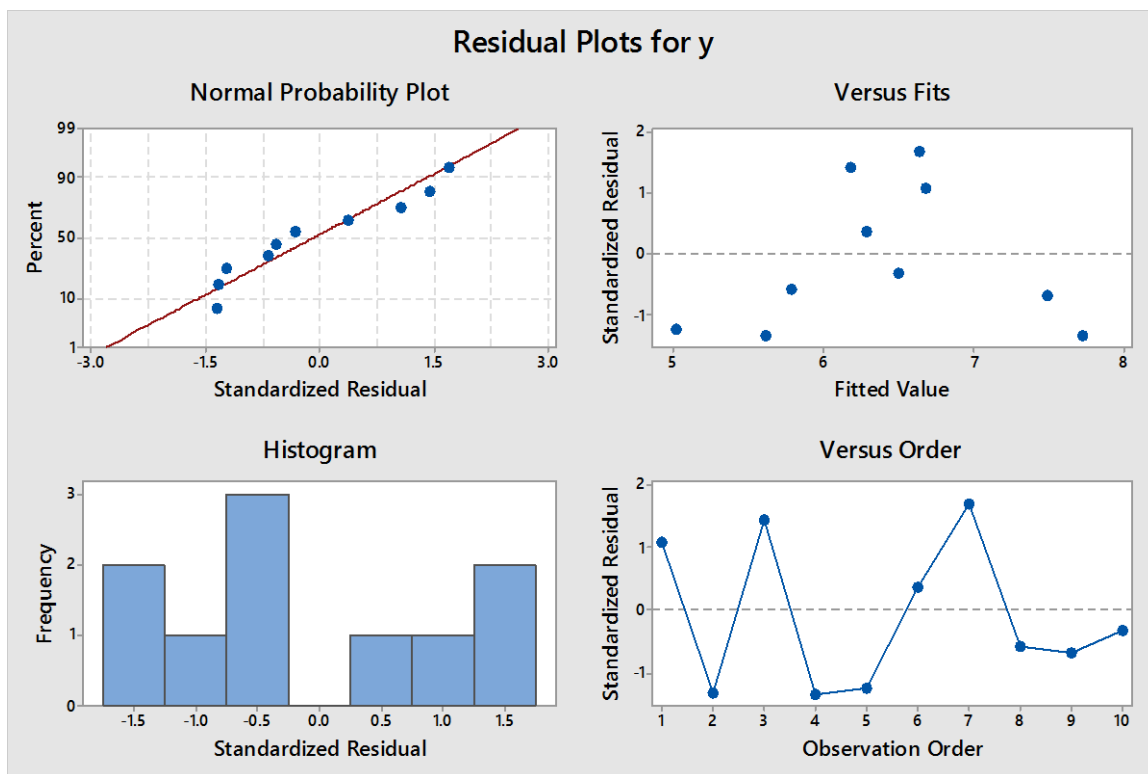 Residual Plots for y
Normal Probability Plot
99
90
50
10
1
Percent
-3.0 -1.5 0.0 1.5 3.0
Standardized Residual
Versus Fits
2
1
0
-1
Standardized Residual
5 6 7 8
Fitted Value
Histogram
3
2
1
0
Frequency
-1.5 -1.0 -0.5 0.0 0.5 1.0 1.5
Standardized Residual
Versus Order
2
1
0
-1
Standardized Residual
1 2 3 4 5 6 7 8 9 10
Observation Order